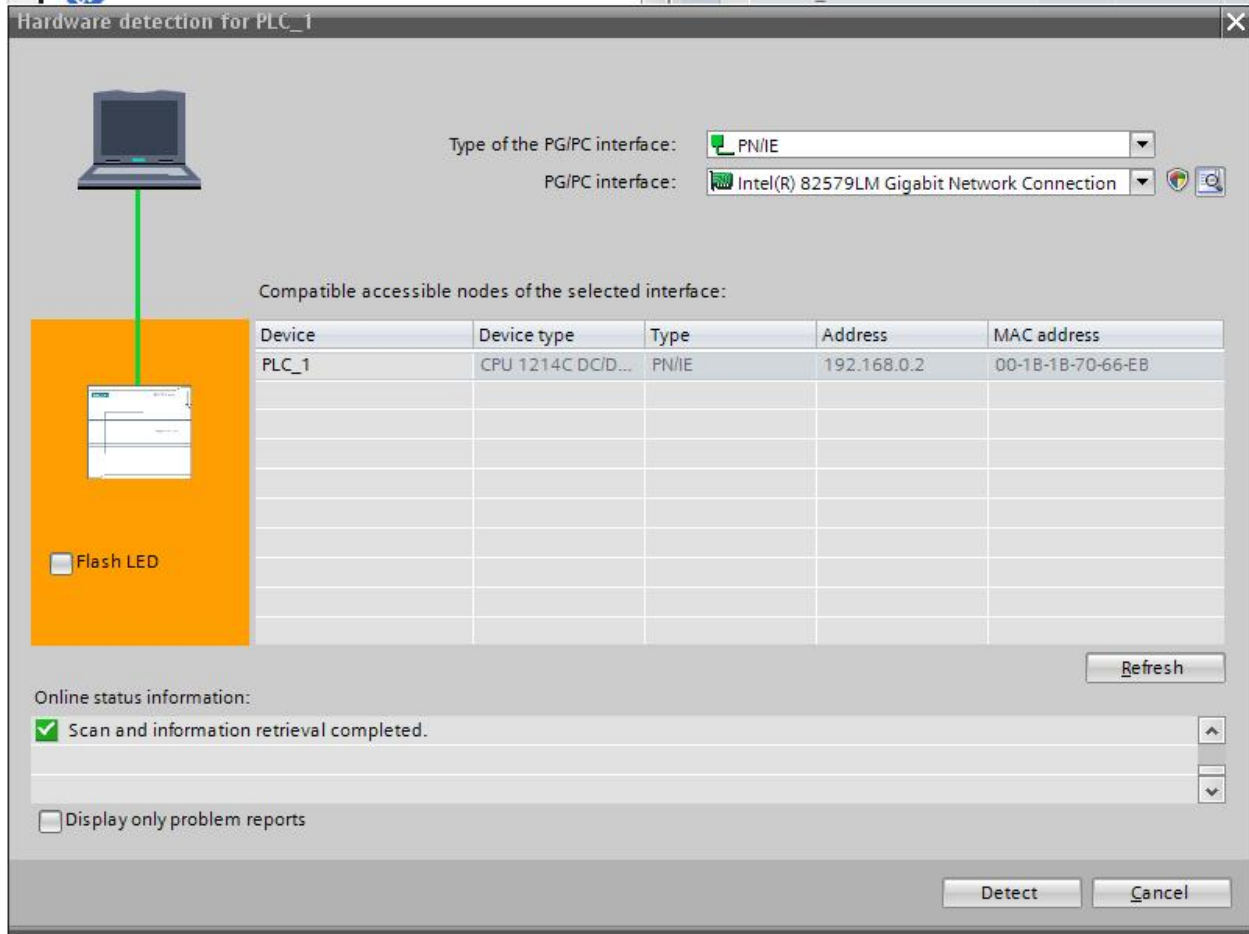 Hardware detection for PLC_1
Type of the PG/PC interface: PN/IE
PG/PC interface: Intel(R) 82579LM Gigabit Network Connection
Compatible accessible nodes of the selected interface:
Device Device type Type Address MAC address
PLC_1 CPU 1214C DC/D... PN/IE 192.168.0.2 00-1B-1B-70-66-EB
Flash LED
Refresh
Online status information:
Scan and information retrieval completed.
Display only problem reports
Detect Cancel